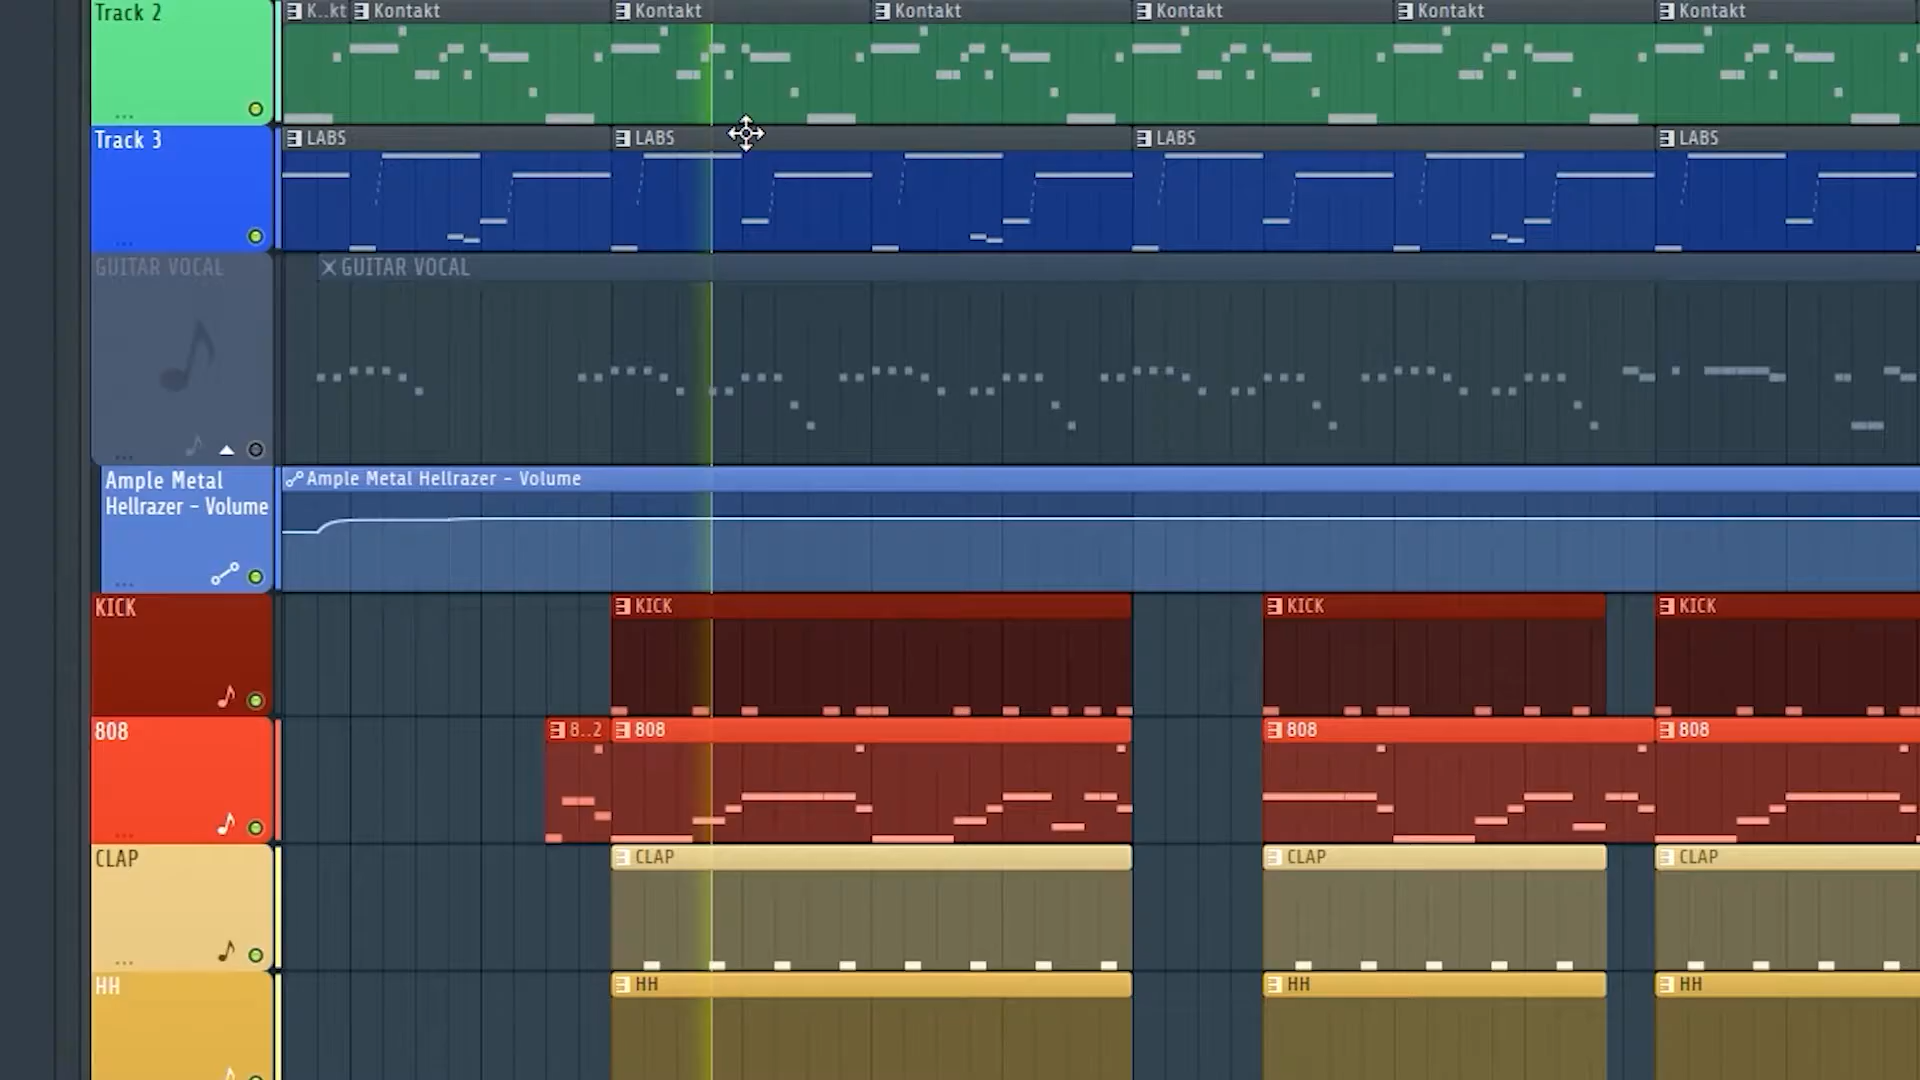 Track 2
K..kt
Kontakt
Kontakt
Kontakt
Kontakt
Kontakt
Kontakt
Track 3
LABS
LABS
LABS
LABS
GUITAR VOCAL
GUITAR VOCAL
Ample Metal
Hellrazer - Volume
Ample Metal Hellrazer - Volume
KICK
KICK
KICK
KICK
808
8..2
808
808
808
CLAP
CLAP
CLAP
CLAP
HH
HH
HH
HH